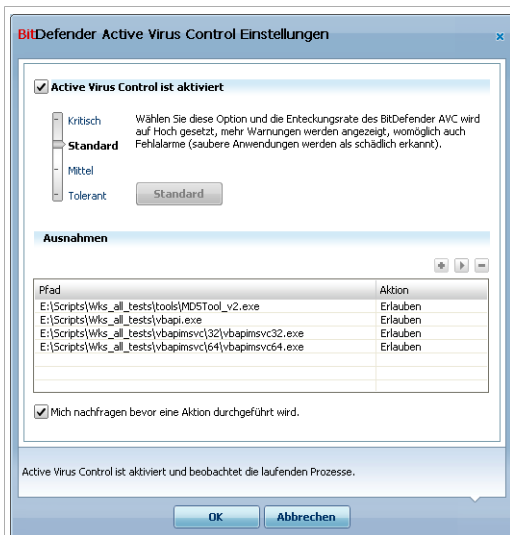 BitDefender Active Virus Control Einstellungen
Active Virus Control ist aktiviert
Kritisch
Standard
Mittel
Tolerant
Wählen Sie diese Option und die Enteckungsrate des BitDefender AVC wird
auf Hoch gesetzt, mehr Warnungen werden angezeigt, womöglich auch
Fehlalarme (saubere Anwendungen werden als schädlich erkannt).
Standard
Ausnahmen
Pfad Aktion
E:\Scripts\Wks_all_tests\tools\MD5Tool_v2.exe Erlauben
E:\Scripts\Wks_all_tests\vbapi.exe Erlauben
E:\Scripts\Wks_all_tests\vbapimsvc\32\vbapimsvc32.exe Erlauben
E:\Scripts\Wks_all_tests\vbapimsvc\64\vbapimsvc64.exe Erlauben
Mich nachfragen bevor eine Aktion durchgeführt wird.
Active Virus Control ist aktiviert und beobachtet die laufenden Prozesse.
OK Abbrechen